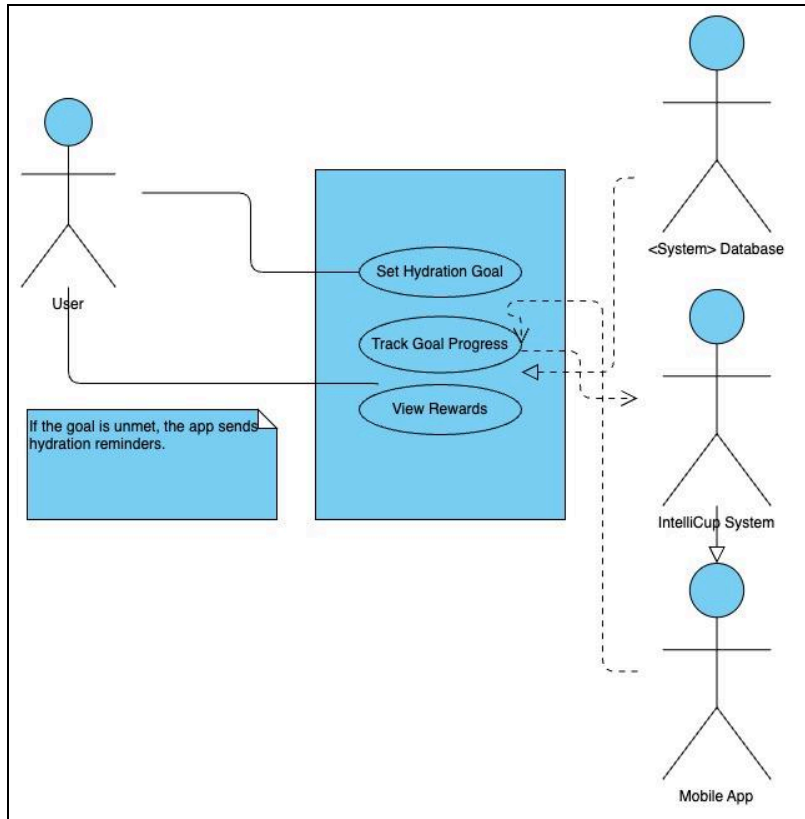 <System> Database
Set Hydration Goal
User
Track Goal Progress
View Rewards
If the goal is unmet, the app sends
hydration reminders.
IntelliCup System
Mobile App